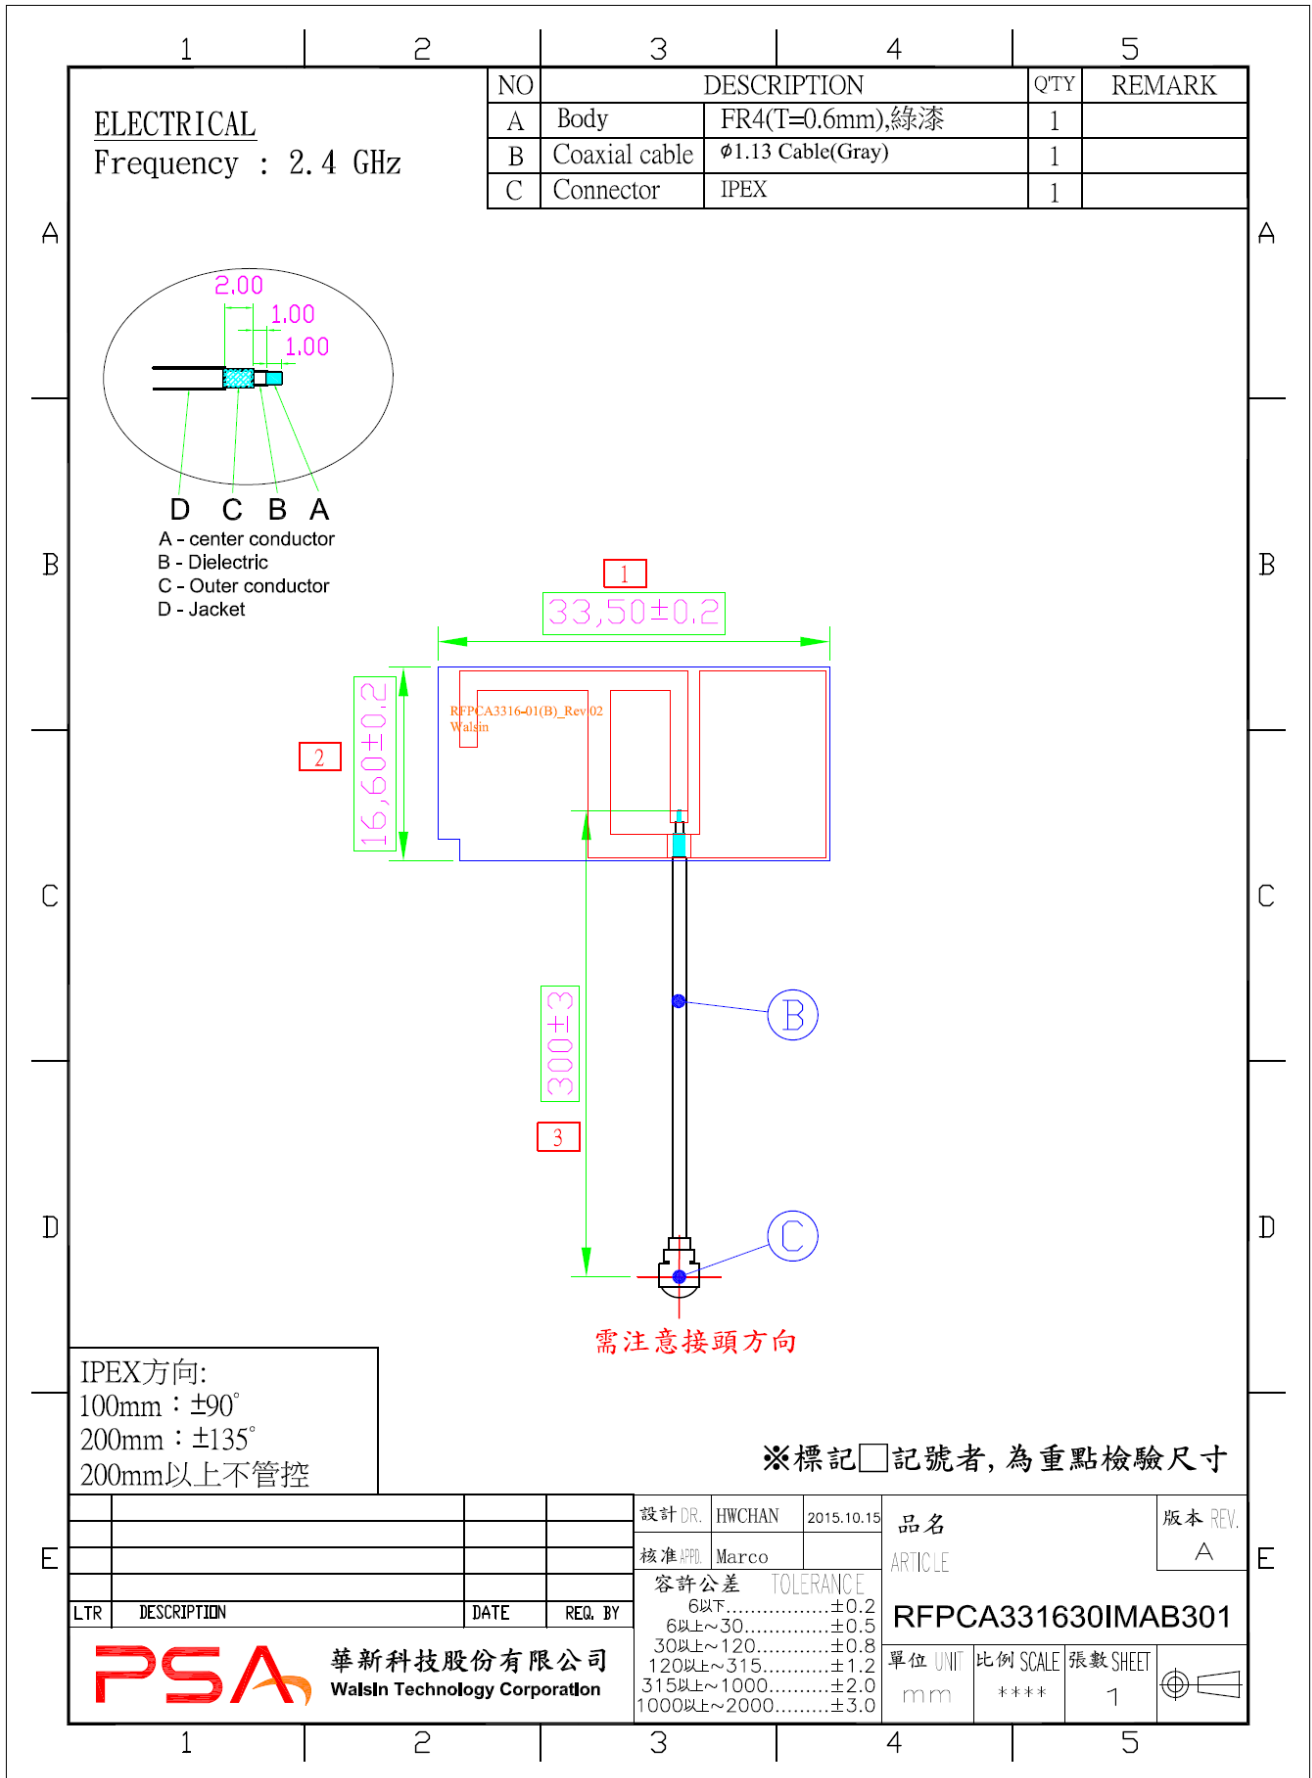 1 2 3 4 5
NO DESCRIPTION Q'TY REMARK
A Body FR4(T=0.6mm),綠漆 1
B Coaxial cable ϕ1.13 Cable(Gray) 1
C Connector IPEX 1
ELECTRICAL
Frequency : 2.4 GHz
A A
2.00
1.00
1.00
D C B A
A - center conductor
B - Dielectric
C - Outer conductor
D - Jacket
B B
1
33,50±0.2
16,60±0.2
2
RFPCA3316-01(B)_Rev02
Walsin
C C
B
300±3
3
D D
C
需注意接頭方向
IPEX方向:
100mm：±90°
200mm：±135°
200mm以上不管控
※標記□記號者, 為重點檢驗尺寸
設計 DR. HWCHAN 2015.10.15
核准 APPD. Marco
品名
ARTICLE
版本 REV.
A
E E
RFPCA331630IMAB301
容許公差 TOLERANCE
6以下.................±0.2
6以上~30...........±0.5
30以上~120.........±0.8
120以上~315........±1.2
315以上~1000.......±2.0
1000以上~2000......±3.0
LTR DESCRIPTION DATE REQ. BY
單位 UNIT 比例 SCALE 張數 SHEET
mm **** 1
PSA 華新科技股份有限公司
Walsin Technology Corporation
1 2 3 4 5